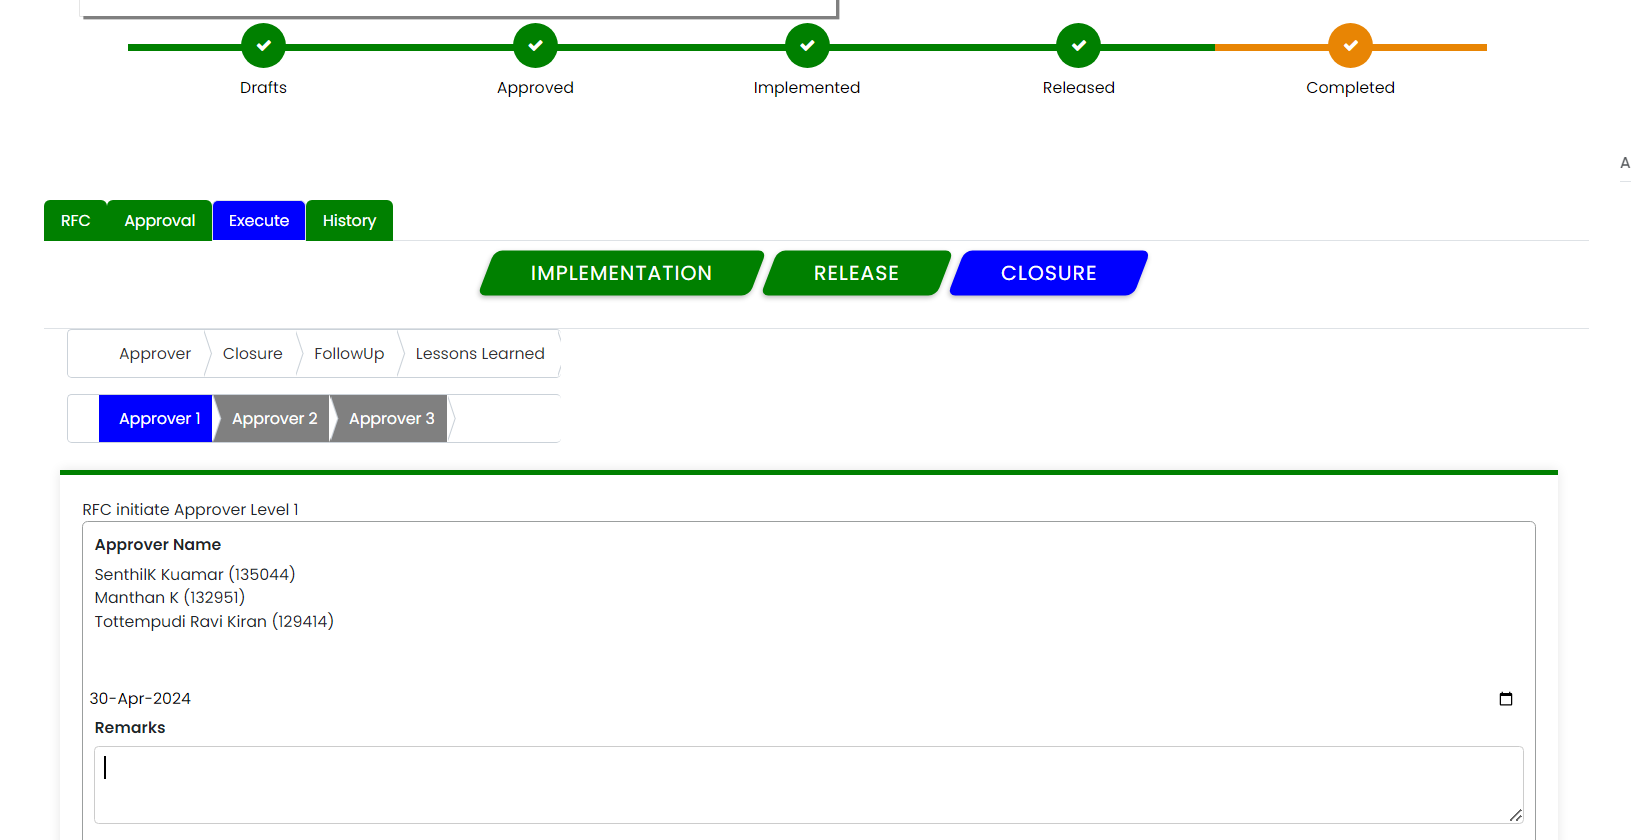 Drafts Approved Implemented Released Completed
A
RFC Approval Execute History
IMPLEMENTATION RELEASE CLOSURE
Approver Closure FollowUp Lessons Learned
Approver 1 Approver 2 Approver 3
RFC initiate Approver Level 1
Approver Name
SenthilK Kuamar (135044)
Manthan K (132951)
Tottempudi Ravi Kiran (129414)
30-Apr-2024
Remarks